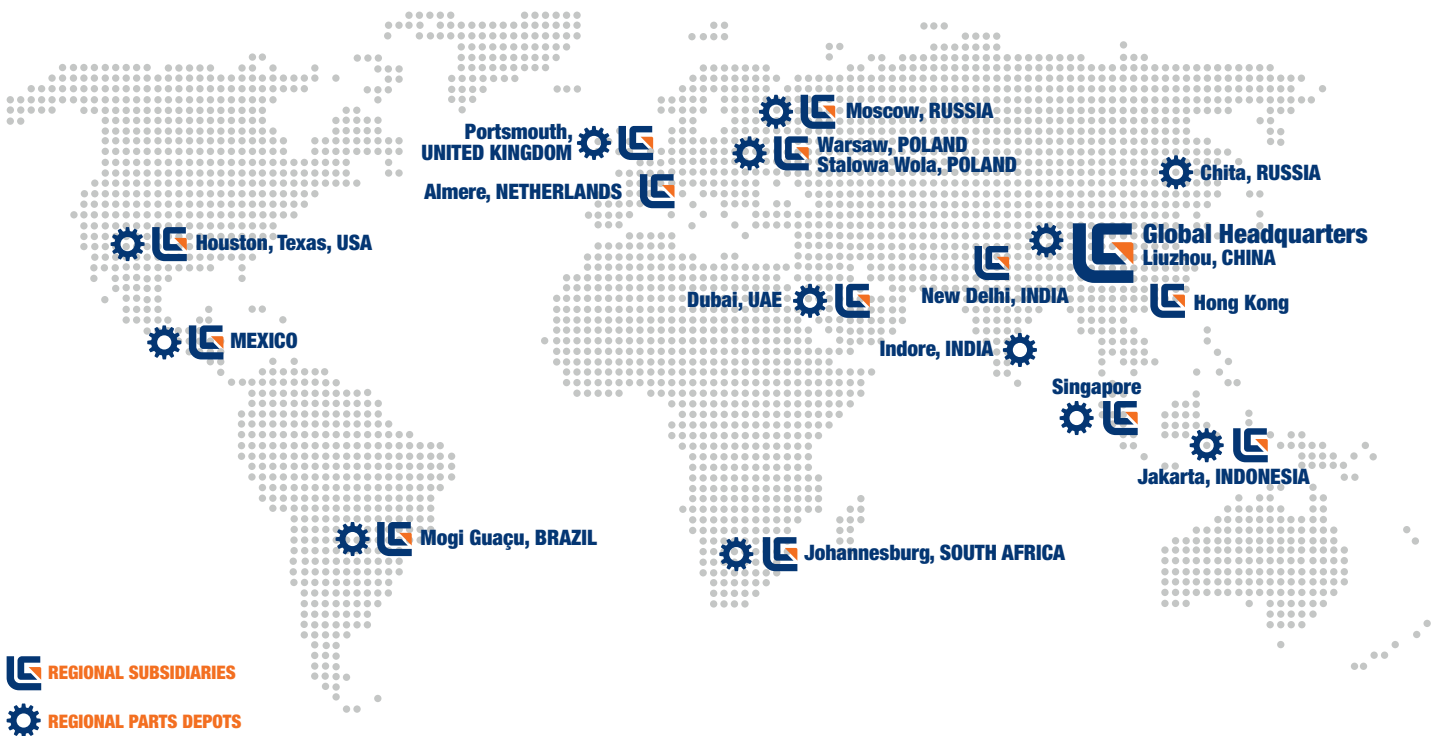 Moscow, RUSSIA
Portsmouth,
UNITED KINGDOM
Warsaw, POLAND
Stalowa Wola, POLAND
Chita, RUSSIA
Almere, NETHERLANDS
Houston, Texas, USA
Global Headquarters
Liuzhou, CHINA
Dubai, UAE
New Delhi, INDIA
Hong Kong
MEXICO
Indore, INDIA
Singapore
Jakarta, INDONESIA
Mogi Guaçu, BRAZIL
Johannesburg, SOUTH AFRICA
REGIONAL SUBSIDIARIES
REGIONAL PARTS DEPOTS